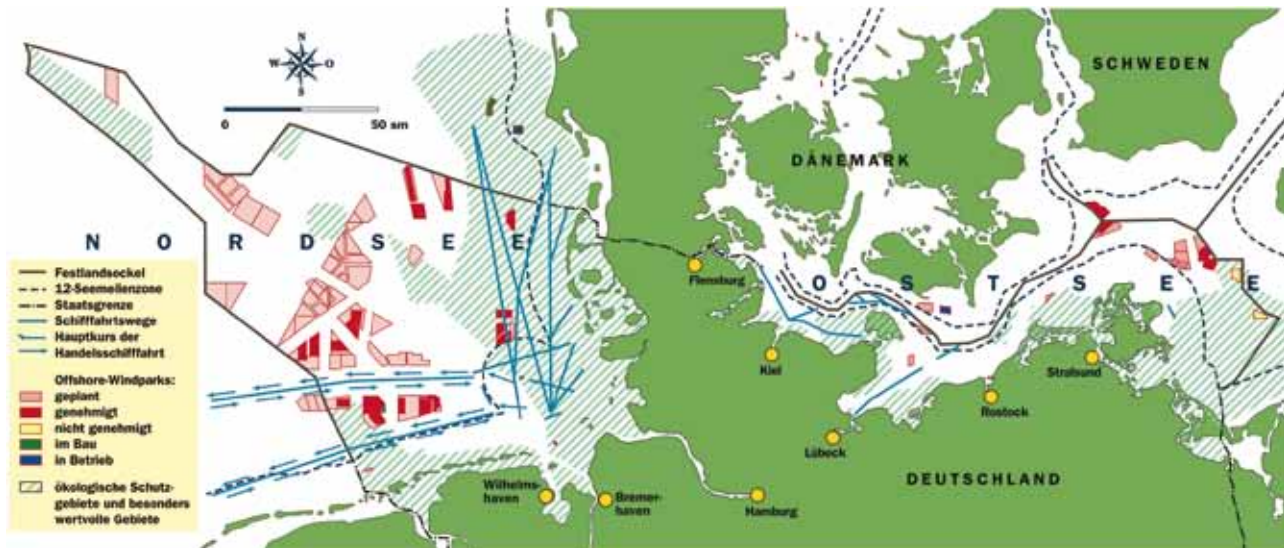 SCHWEDEN
N
W O
S
0 50 sm
DÄNEMARK
N O R D S E E
Festlandsockel
12-Seemeilenzone
Staatsgrenze
Schifffahrtswege
Hauptkurs der
Handelsschifffahrt
Offshore-Windparks:
geplant
genehmigt
nicht genehmigt
im Bau
in Betrieb
ökologische Schutz-
gebiete und besonders
wertvolle Gebiete
Flensburg
O S T S E E
Kiel
Stralsund
Rostock
Lübeck
DEUTSCHLAND
Wilhelms-
haven
Bremer-
haven
Hamburg